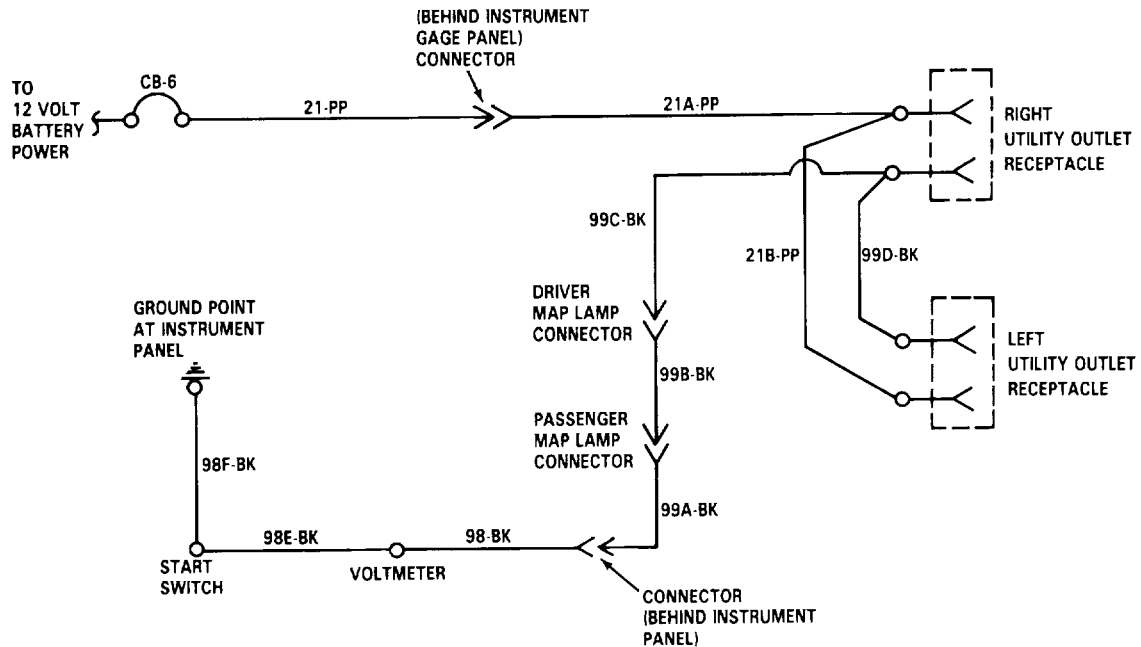 (BEHIND INSTRUMENT
GAGE PANEL)
CONNECTOR
TO
12 VOLT
BATTERY
POWER
CB-6
21-PP
21A-PP
RIGHT
UTILITY OUTLET
RECEPTACLE
99C-BK
21B-PP
99D-BK
DRIVER
MAP LAMP
CONNECTOR
GROUND POINT
AT INSTRUMENT
PANEL
LEFT
UTILITY OUTLET
RECEPTACLE
99B-BK
PASSENGER
MAP LAMP
CONNECTOR
98F-BK
99A-BK
98E-BK
98-BK
START
SWITCH
VOLTMETER
CONNECTOR
(BEHIND INSTRUMENT
PANEL)